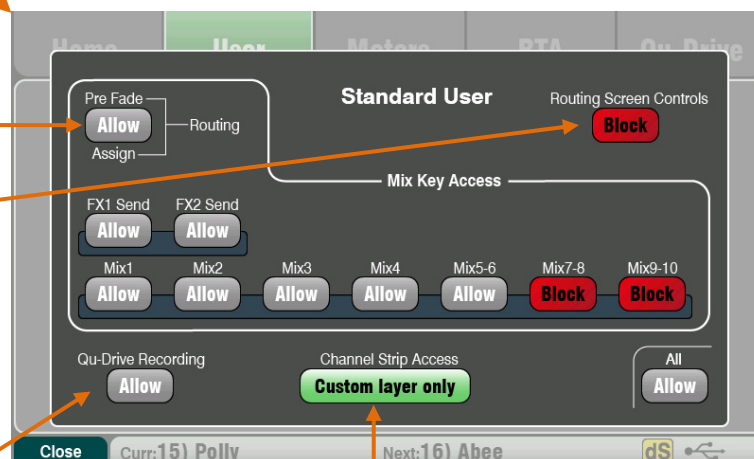 Home User Meters RTA Qu-Drive
Standard User
Pre Fade
Allow
Routing
Assign
Routing Screen Controls
Block
Mix Key Access
FX1 Send FX2 Send
Allow Allow
Mix1 Mix2 Mix3 Mix4 Mix5-6 Mix7-8 Mix9-10
Allow Allow Allow Allow Allow Block Block
Qu-Drive Recording
Allow
Channel Strip Access
Custom layer only
All
Allow
Close Curr:15) Polly Next:16) Abee dS